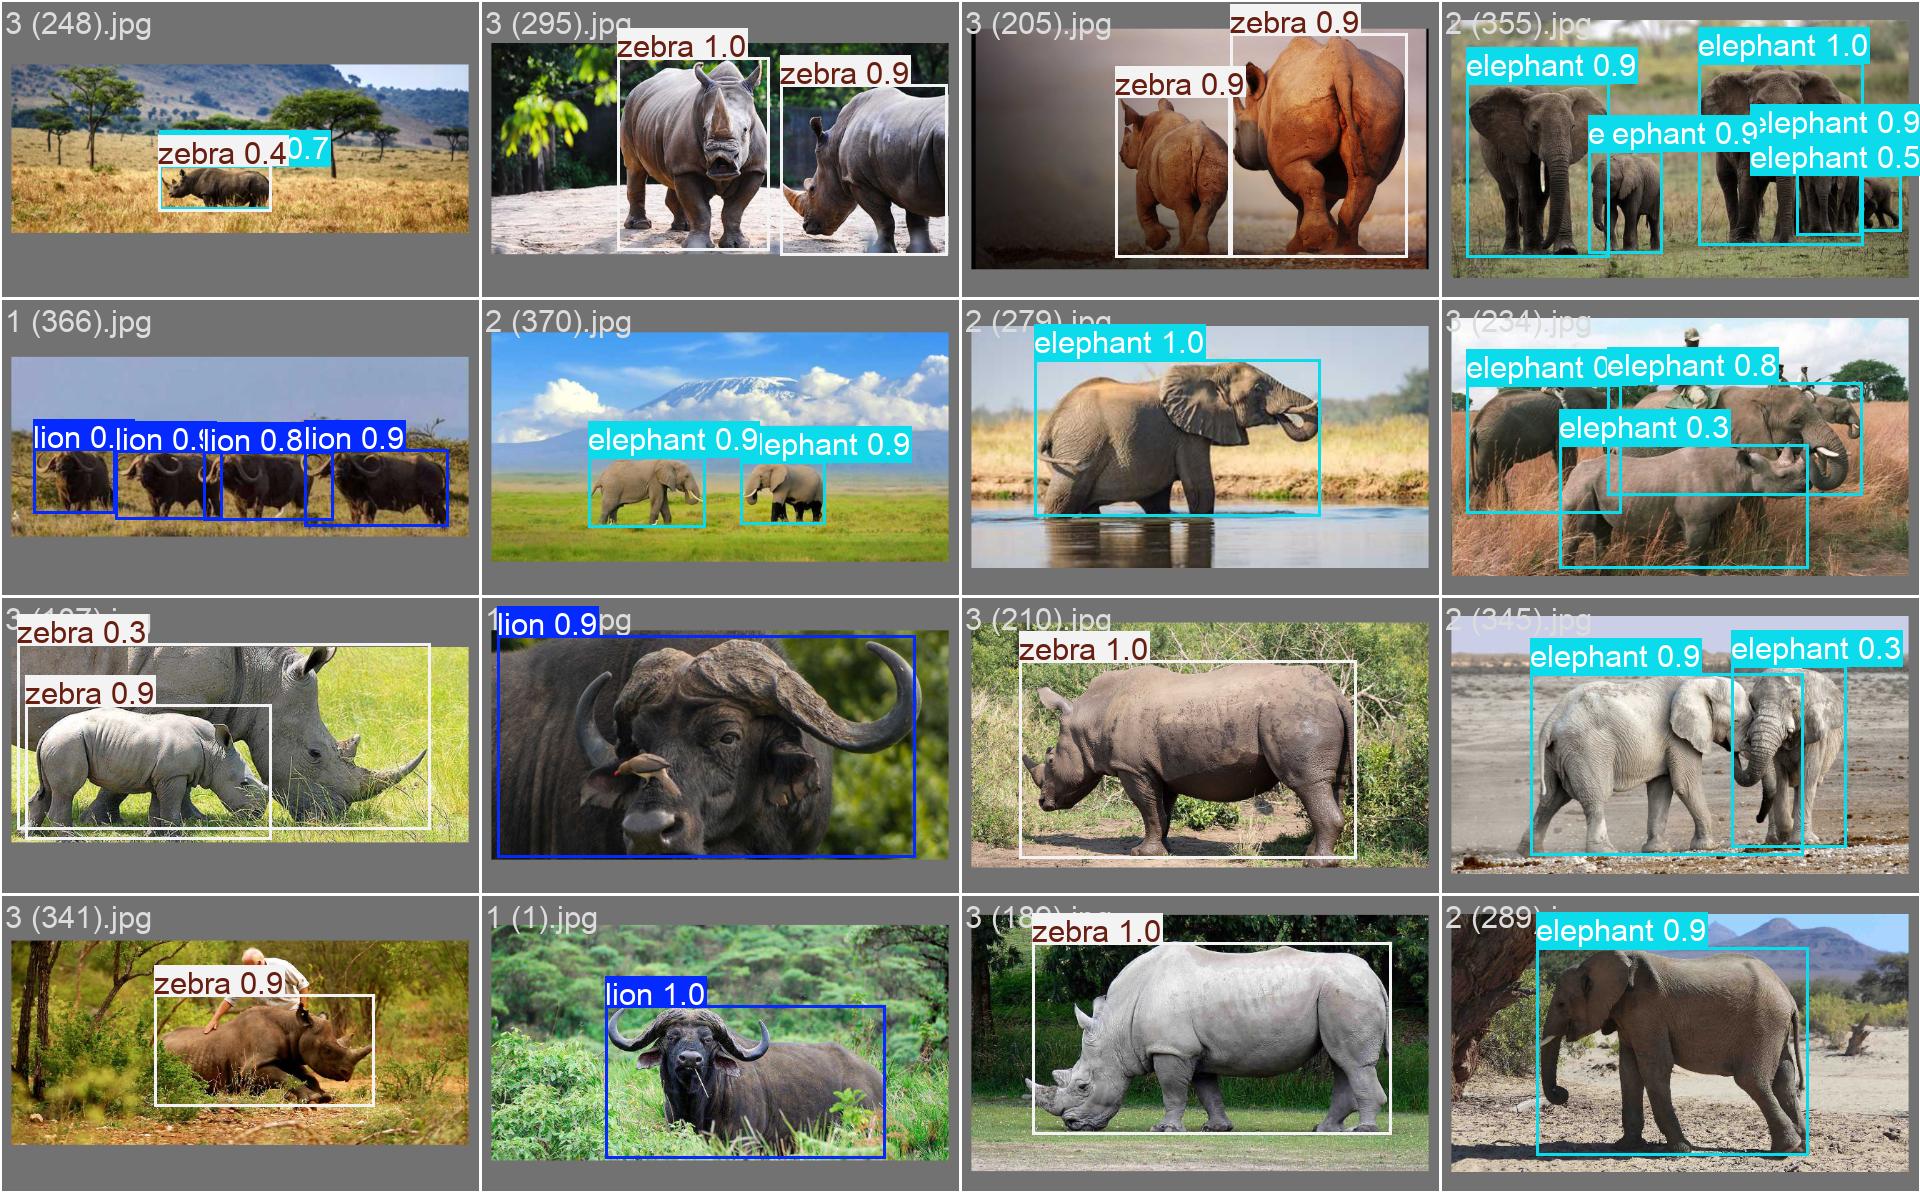 3 (248).jpg
zebra 0.4 0.7
3 (295).jpg
zebra 1.0
zebra 0.9
3 (205).jpg
zebra 0.9
zebra 0.9
2 (355).jpg
elephant 1.0
elephant 0.9
elephant 0.9
e ephant 0.9
elephant 0.5
1 (366).jpg
lion 0. lion 0.9 lion 0.8 lion 0.9
2 (370).jpg
elephant 0.9 lephant 0.9
2 (279).jpg
elephant 1.0
3 (234).jpg
elephant 0 elephant 0.8
elephant 0.3
zebra 0.3
zebra 0.9
1 pg
lion 0.9
3 (210).jpg
zebra 1.0
2 (345).jpg
elephant 0.9
elephant 0.3
3 (341).jpg
zebra 0.9
1 (1).jpg
lion 1.0
3 (189).jpg
zebra 1.0
2 (289)
elephant 0.9